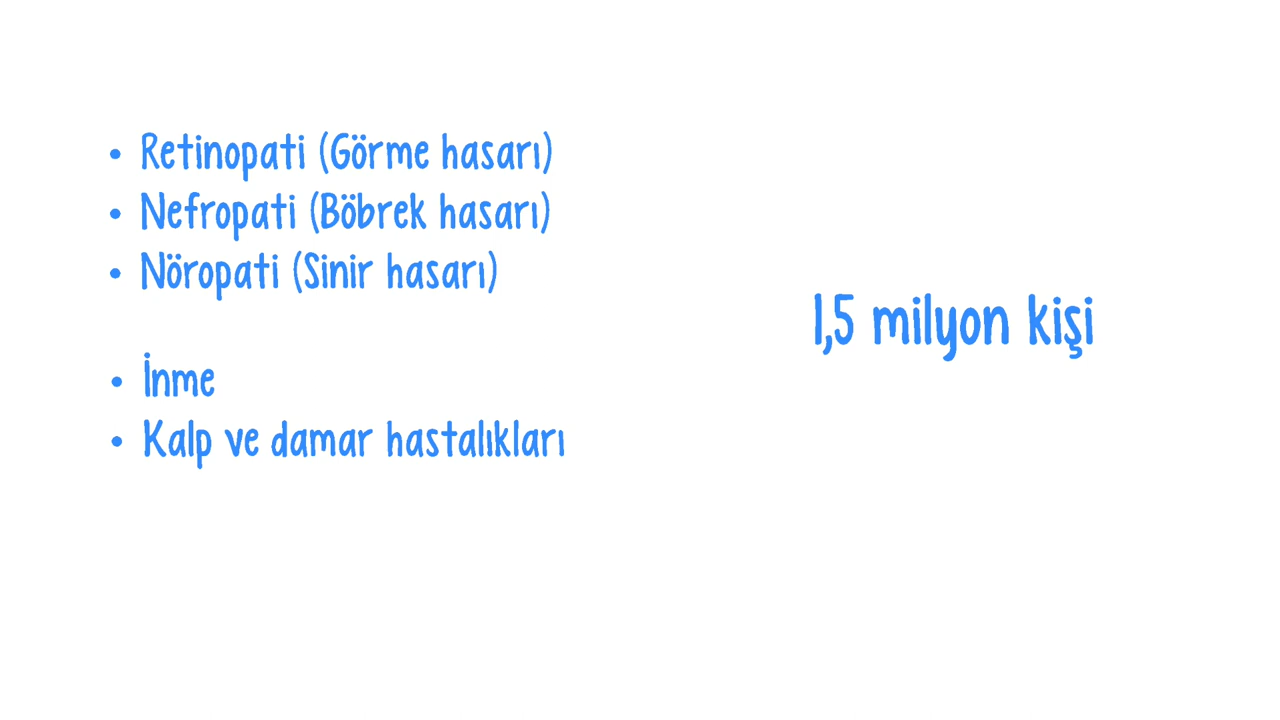 • Retinopati (Görme hasarı)
• Nefropati (Böbrek hasarı)
• Nöropati (Sinir hasarı)
• İnme
• Kalp ve damar hastalıkları
1,5 milyon kişi